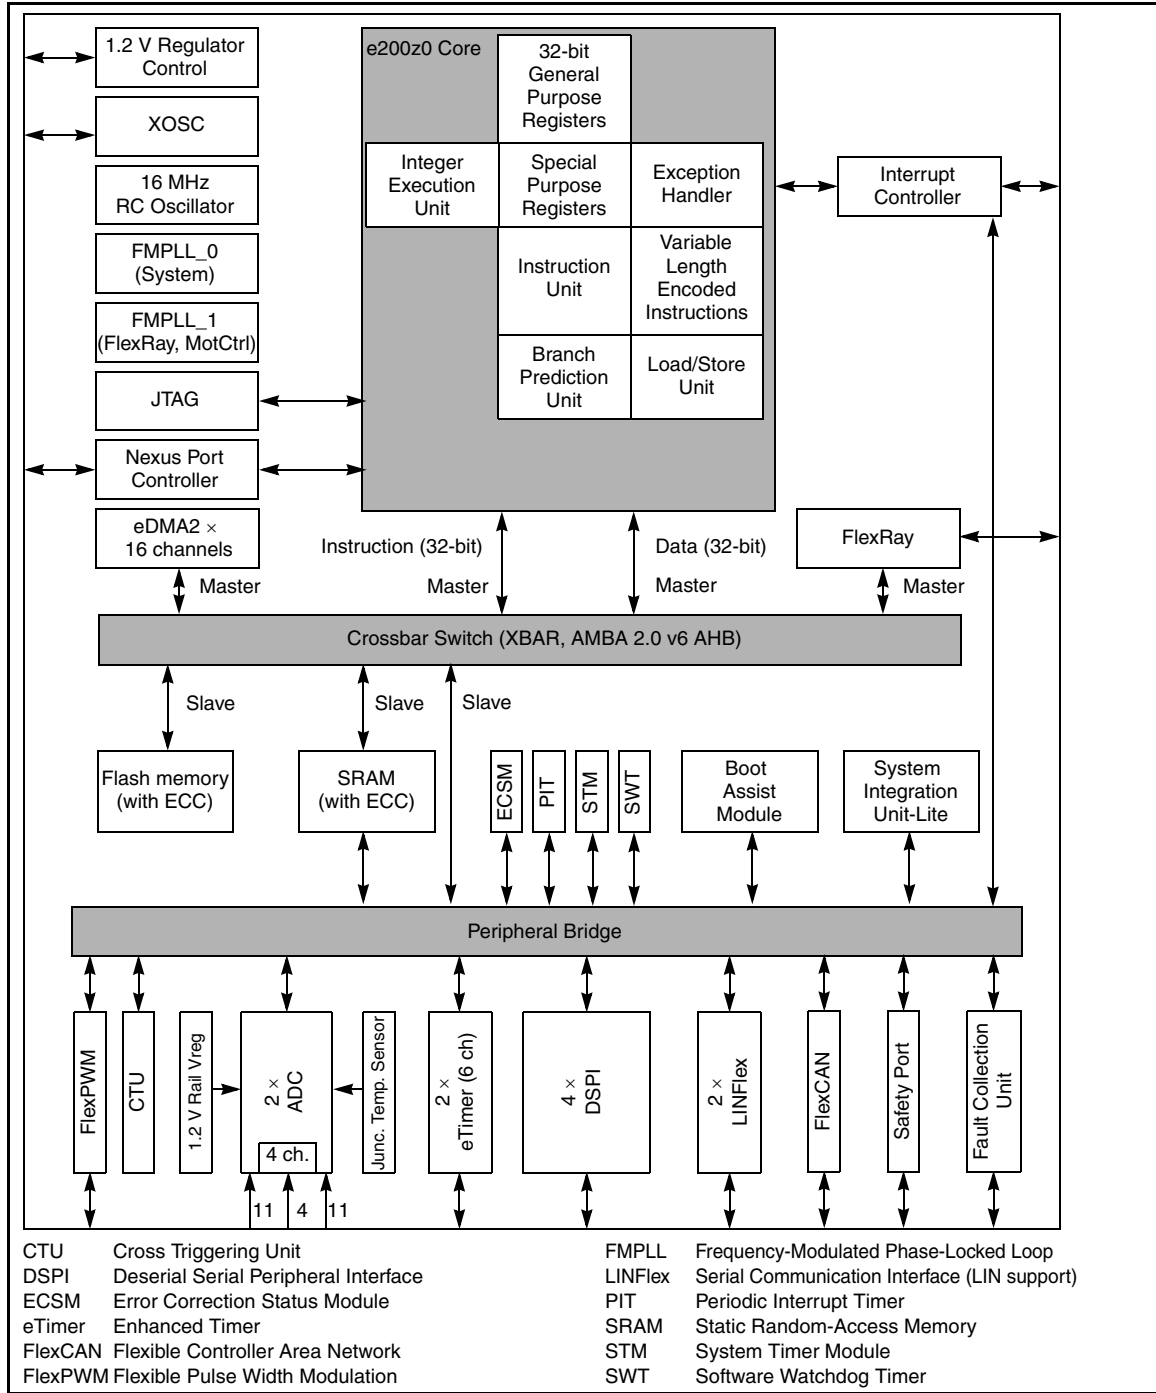 1.2 V Regulator
Control
XOSC
16 MHz
RC Oscillator
FMPLL_0
(System)
FMPLL_1
(FlexRay, MotCtrl)
JTAG
Nexus Port
Controller
eDMA2 ×
16 channels
e200z0 Core
32-bit
General
Purpose
Registers
Integer
Execution
Unit
Special
Purpose
Registers
Exception
Handler
Instruction
Unit
Variable
Length
Encoded
Instructions
Branch
Prediction
Unit
Load/Store
Unit
Interrupt
Controller
FlexRay
Instruction (32-bit)
Data (32-bit)
Master
Master
Master
Master
Crossbar Switch (XBAR, AMBA 2.0 v6 AHB)
Slave
Slave
Slave
Flash memory
(with ECC)
SRAM
(with ECC)
ECSM
PIT
STM
SWT
Boot
Assist
Module
System
Integration
Unit-Lite
Peripheral Bridge
FlexPWM
CTU
1.2 V Rail Vreg
2 ×
ADC
4 ch.
Junc. Temp. Sensor
2 ×
eTimer (6 ch)
4 ×
DSPI
2 ×
LINFlex
FlexCAN
Safety Port
Fault Collection
Unit
11
4
11
CTU Cross Triggering Unit
DSPI Deserial Serial Peripheral Interface
ECSM Error Correction Status Module
eTimer Enhanced Timer
FlexCAN Flexible Controller Area Network
FlexPWM Flexible Pulse Width Modulation
FMPLL Frequency-Modulated Phase-Locked Loop
LINFlex Serial Communication Interface (LIN support)
PIT Periodic Interrupt Timer
SRAM Static Random-Access Memory
STM System Timer Module
SWT Software Watchdog Timer